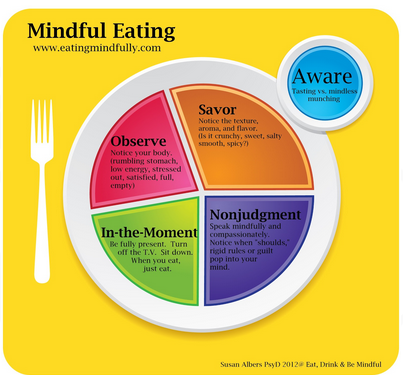 Mindful Eating
www.eatingmindfully.com
Aware
Tasting vs. mindless
munching
Savor
Notice the texture,
aroma, and flavor.
(Is it crunchy, sweet, salty
smooth, spicy?)
Observe
Notice your body.
(rumbling stomach,
low energy, stressed
out, satisfied, full,
empty)
In-the-Moment
Be fully present. Turn
off the T.V. Sit down.
When you eat,
just eat.
Nonjudgment
Speak mindfully and
compassionately.
Notice when "shoulds,"
rigid rules or guilt
pop into your
mind.
Susan Albers PsyD 2012@ Eat, Drink & Be Mindful